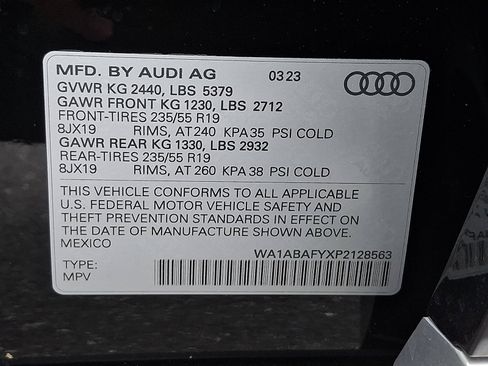 MFD. BY AUDI AG 03 23
GVWR KG 2440, LBS 5379
GAWR FRONT KG 1230, LBS 2712
FRONT-TIRES 235/55 R19
8JX19 RIMS, AT 240 KPA 35 PSI COLD
GAWR REAR KG 1330, LBS 2932
REAR-TIRES 235/55 R19
8JX19 RIMS, AT 260 KPA 38 PSI COLD
THIS VEHICLE CONFORMS TO ALL APPLICABLE
U.S. FEDERAL MOTOR VEHICLE SAFETY AND
THEFT PREVENTION STANDARDS IN EFFECT ON
THE DATE OF MANUFACTURE SHOWN ABOVE.
MEXICO
WA1ABAFYXP2128563
TYPE:
MPV